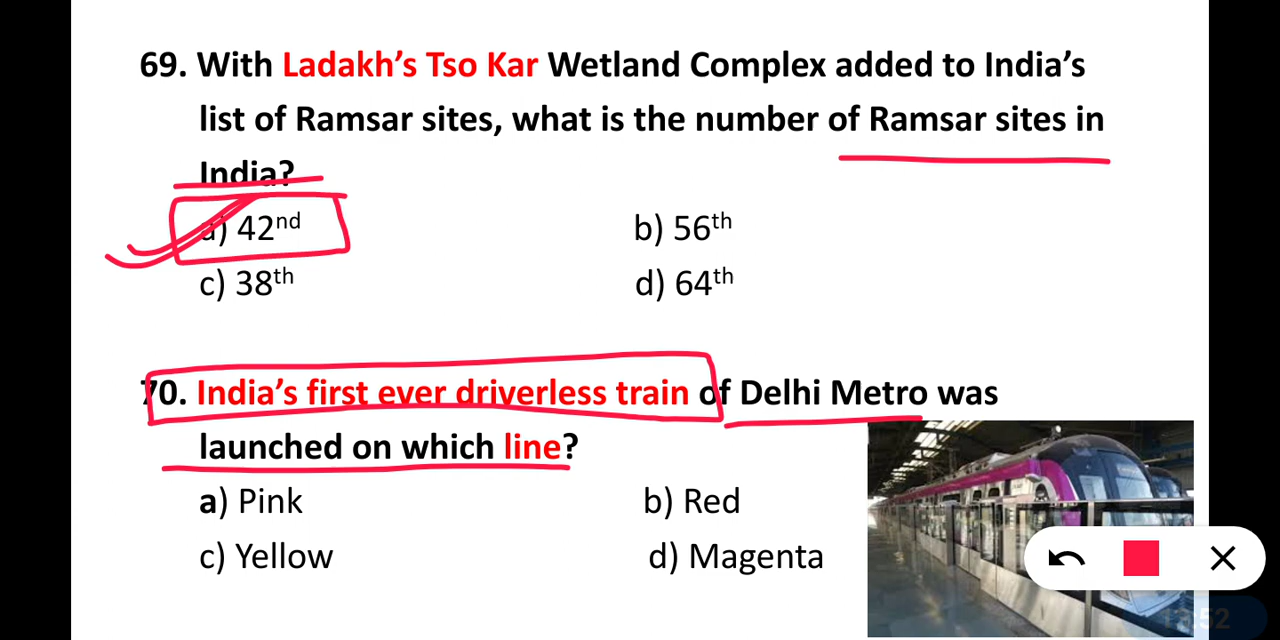 69. With Ladakh's Tso Kar Wetland Complex added to India's
list of Ramsar sites, what is the number of Ramsar sites in
India?
a) 42nd b) 56th
c) 38th d) 64th
70. India's first ever driverless train of Delhi Metro was
launched on which line?
a) Pink b) Red
c) Yellow d) Magenta